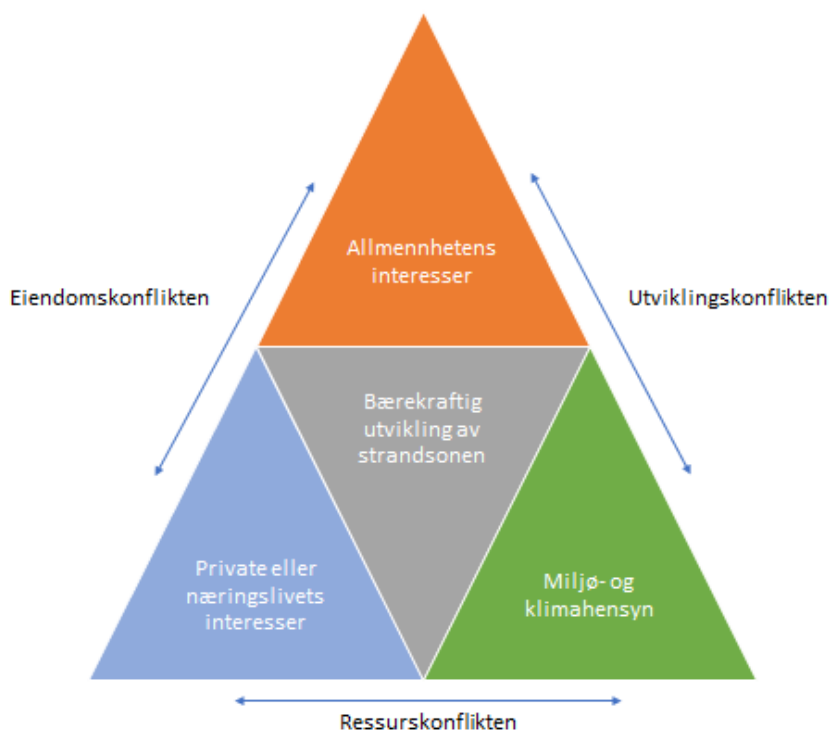 Allmennhetens
interesser
Eiendomskonflikten
Utviklingskonflikten
Bærekraftig
utvikling av
strandsonen
Private eller
næringslivets
interesser
Miljø- og
klimahensyn
Ressurskonflikten